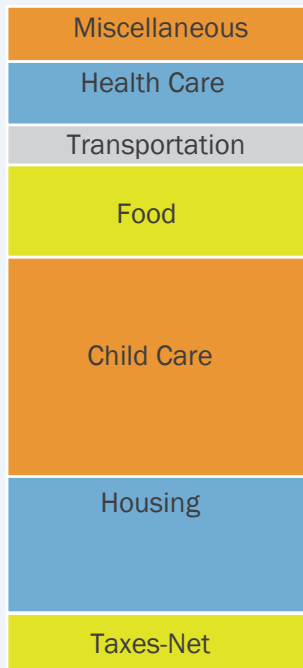 Miscellaneous
Health Care
Transportation
Food
Child Care
Housing
Taxes-Net